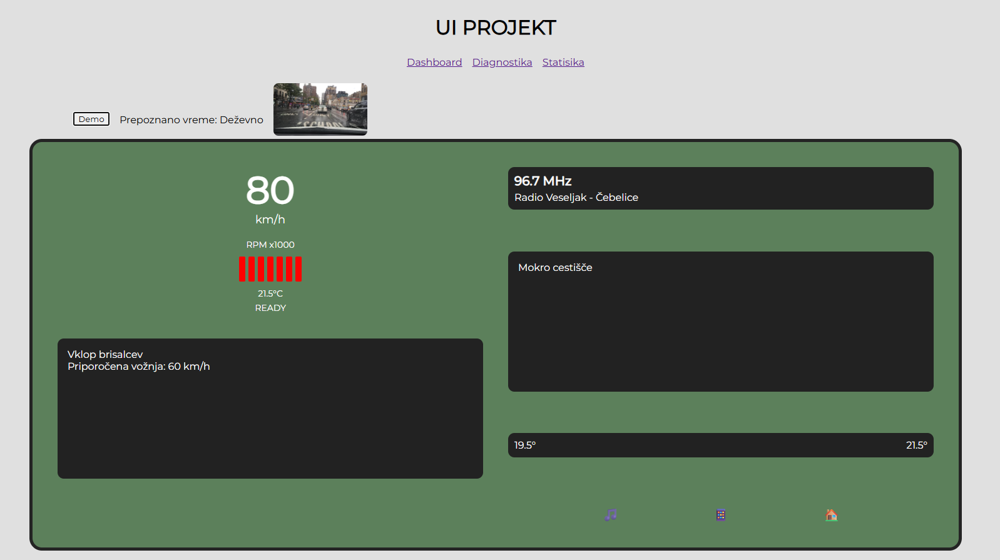 UI PROJEKT
Dashboard Diagnostika Statisika
Demo Prepoznano vreme: Deževno
80
km/h
RPM x1000
21.5°C
READY
Vklop brisalcev
Priporočena vožnja: 60 km/h
96.7 MHz
Radio Veseljak - Čebelice
Mokro cestišče
19.5° 21.5°